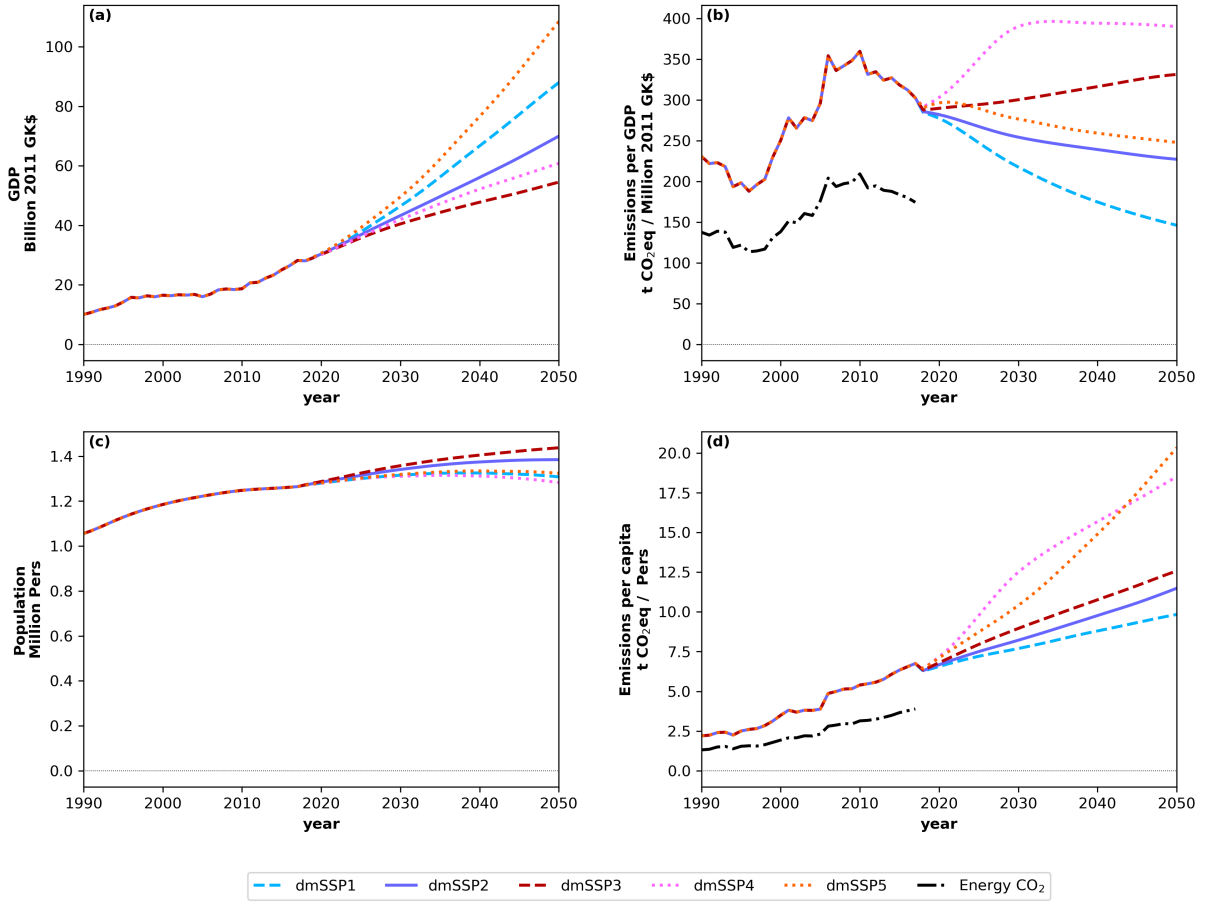 (a)
GDP
Billion 2011 GK$
100
80
60
40
20
0
1990 2000 2010 2020 2030 2040 2050
year
(b)
Emissions per GDP
t CO₂eq / Million 2011 GK$
400
350
300
250
200
150
100
50
0
1990 2000 2010 2020 2030 2040 2050
year
(c)
Population
Million Pers
1.4
1.2
1.0
0.8
0.6
0.4
0.2
0.0
1990 2000 2010 2020 2030 2040 2050
year
(d)
Emissions per capita
t CO₂eq / Pers
20.0
17.5
15.0
12.5
10.0
7.5
5.0
2.5
0.0
1990 2000 2010 2020 2030 2040 2050
year
dmSSP1 dmSSP2 dmSSP3 dmSSP4 dmSSP5 Energy CO₂